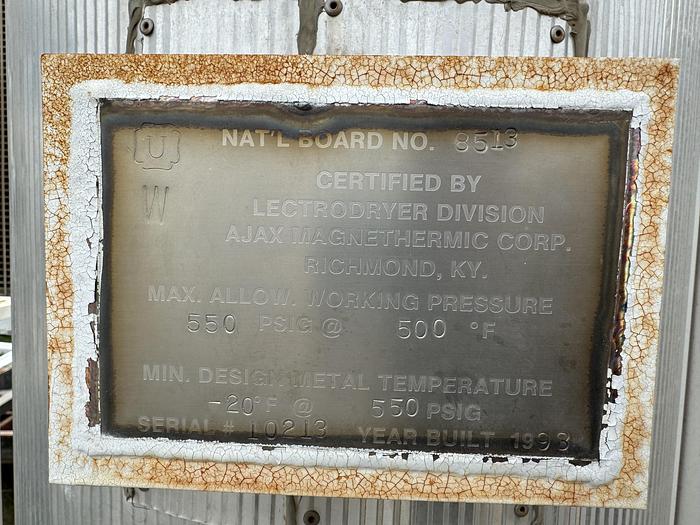 U
NAT'L BOARD NO. 8513
W
CERTIFIED BY
LECTRODRYER DIVISION
AJAX MAGNETHERMIC CORP.
RICHMOND, KY.
MAX. ALLOW. WORKING PRESSURE
550 PSIG @ 500 °F
MIN. DESIGN METAL TEMPERATURE
-20°F @ 550 PSIG
SERIAL # 10213 YEAR BUILT 1993